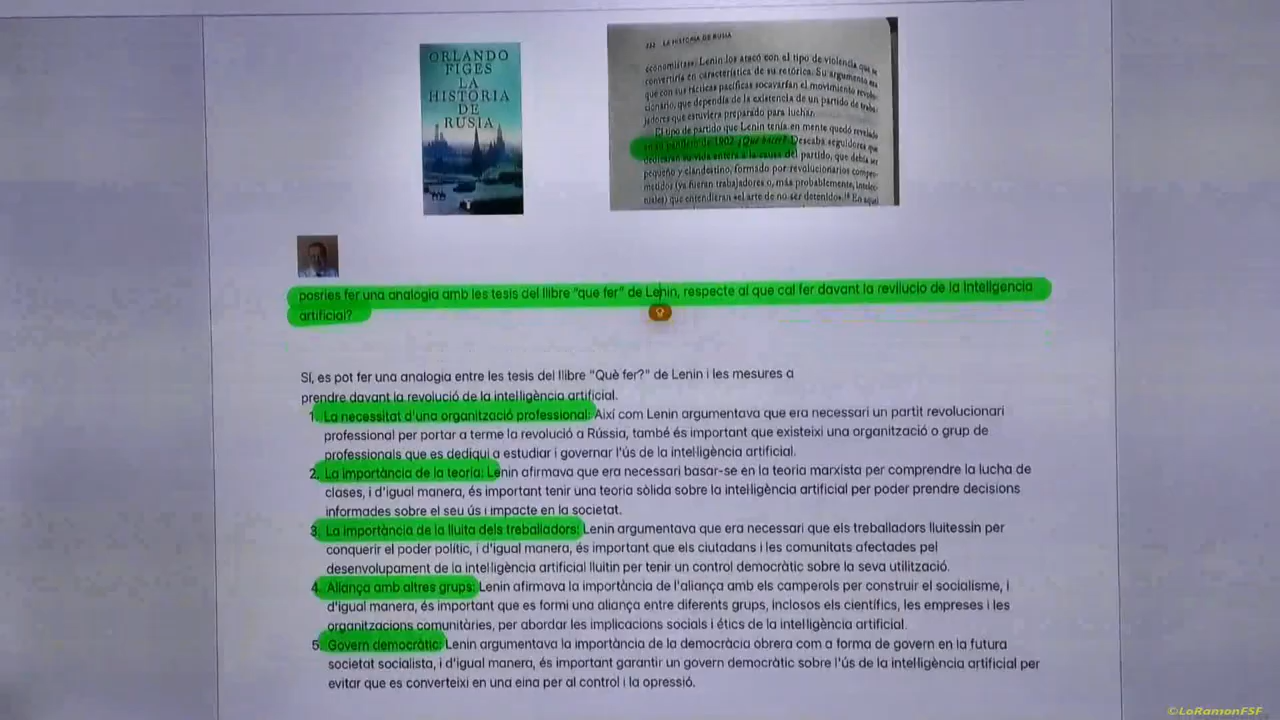 ORLANDO
FIGES
LA
HISTORIA
DE
RUSIA
332 LA HISTORIA DE RUSIA
economistas». Lenin los atacó con el tipo de violencia que se
convertiría en característica de su retórica. Su argumento era
que con sus tácticas pacíficas socavarían el movimiento revolu-
cionario, que dependía de la existencia de un partido de traba-
jadores que estuviera preparado para luchar.
El tipo de partido que Lenin tenía en mente quedó revelado
en su panfleto de 1902 ¿Qué hacer? Deseaba seguidores que
dedicaran su vida entera a la causa del partido, que debía ser
pequeño y clandestino, formado por revolucionarios compro-
metidos (ya fueran trabajadores o, más probablemente, intelec-
tuales) que entendieran «el arte de no ser detenidos». En aquel
posries fer una analogia amb les tesis del llibre "que fer" de Lenin, respecte al que cal fer davant la revilucio de la Inteligencia
artificial?
Sí, es pot fer una analogia entre les tesis del llibre "Què fer?" de Lenin i les mesures a
prendre davant la revolució de la intel·ligència artificial.
1. La necessitat d'una organització professional: Així com Lenin argumentava que era necessari un partit revolucionari
professional per portar a terme la revolució a Rússia, també és important que existeixi una organització o grup de
professionals que es dediqui a estudiar i governar l'ús de la intel·ligència artificial.
2. La importància de la teoria: Lenin afirmava que era necessari basar-se en la teoria marxista per comprendre la lucha de
clases, i d'igual manera, és important tenir una teoria sòlida sobre la intel·ligència artificial per poder prendre decisions
informades sobre el seu ús i impacte en la societat.
3. La importància de la lluita dels treballadors: Lenin argumentava que era necessari que els treballadors lluitessin per
conquerir el poder polític, i d'igual manera, és important que els ciutadans i les comunitats afectades pel
desenvolupament de la intel·ligència artificial lluitin per tenir un control democràtic sobre la seva utilització.
4. Aliança amb altres grups: Lenin afirmava la importància de l'aliança amb els camperols per construir el socialisme, i
d'igual manera, és important que es formi una aliança entre diferents grups, inclosos els científics, les empreses i les
organitzacions comunitàries, per abordar les implicacions socials i ètics de la intel·ligència artificial.
5. Govern democràtic: Lenin argumentava la importància de la democràcia obrera com a forma de govern en la futura
societat socialista, i d'igual manera, és important garantir un govern democràtic sobre l'ús de la intel·ligència artificial per
evitar que es converteixi en una eina per al control i la opressió.
©LoRamonFSF